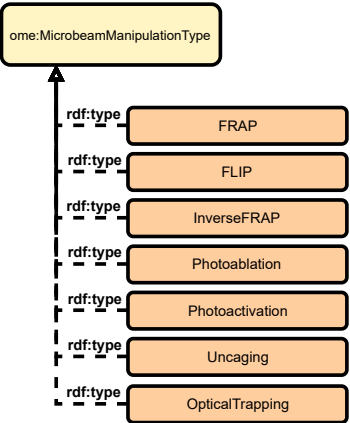 ome:MicrobeamManipulationType
rdf:type
FRAP
rdf:type
FLIP
rdf:type
InverseFRAP
rdf:type
Photoablation
rdf:type
Photoactivation
rdf:type
Uncaging
rdf:type
OpticalTrapping